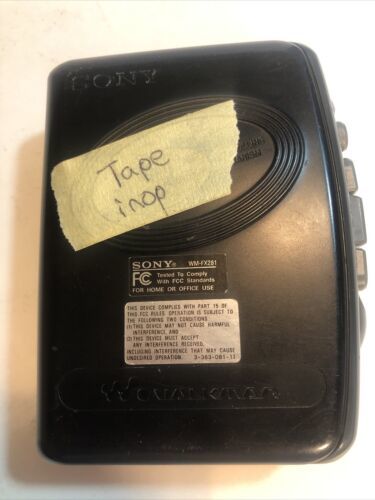 SONY
Tape
inop
SONY® WM-FX281
FC Tested To Comply
With FCC Standards
FOR HOME OR OFFICE USE
THIS DEVICE COMPLIES WITH PART 15 OF
THE FCC RULES. OPERATION IS SUBJECT TO
THE FOLLOWING TWO CONDITIONS:
(1)THIS DEVICE MAY NOT CAUSE HARMFUL
INTERFERENCE, AND
(2)THIS DEVICE MUST ACCEPT
ANY INTERFERENCE RECEIVED,
INCLUDING INTERFERENCE THAT MAY CAUSE
UNDESIRED OPERATION. 3-363-081-11
WALKMAN